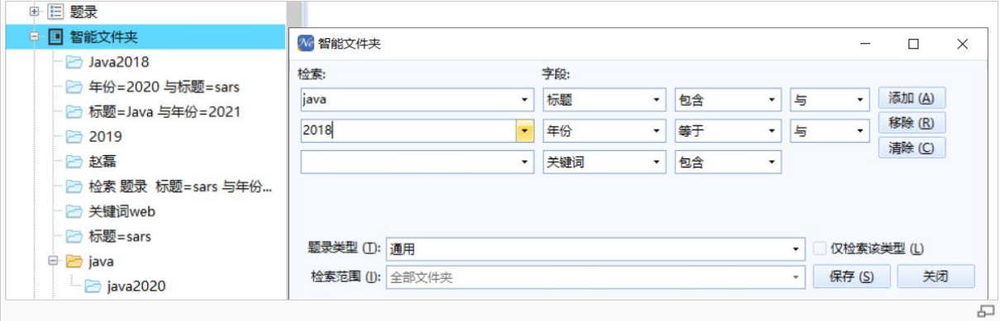 题录
智能文件夹
Java2018
年份=2020 与标题=sars
标题=Java 与年份=2021
2019
赵磊
检索 题录 标题=sars 与年份...
关键词web
标题=sars
java
java2020
Ne 智能文件夹
检索: 字段:
java 标题 包含 与 添加 (A)
2018 年份 等于 与 移除 (R)
清除 (C)
关键词 包含
题录类型 (T): 通用 仅检索该类型 (L)
检索范围 (I): 全部文件夹 保存 (S) 关闭